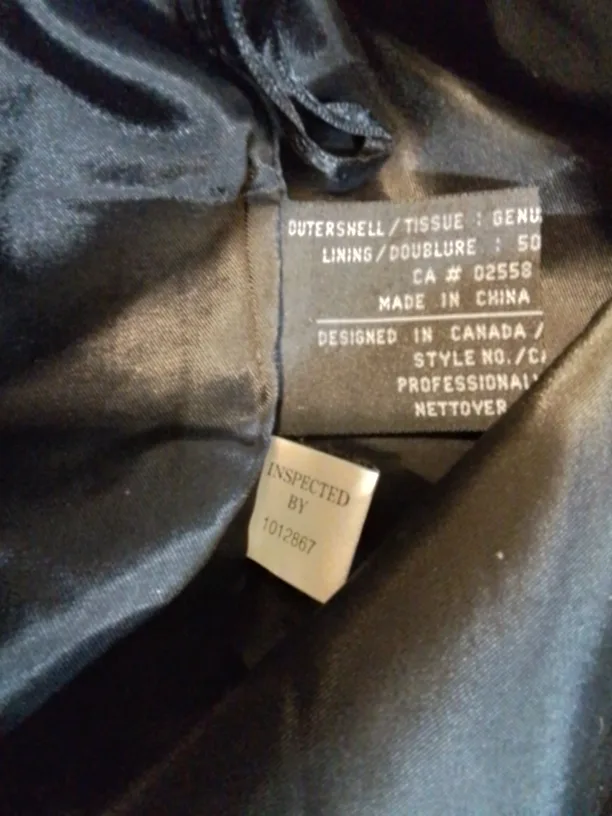 OUTERSHELL/TISSUE : GENU
LINING/DOUBLURE : 50
CA # 02558
MADE IN CHINA
DESIGNED IN CANADA/
STYLE NO./C
PROFESSIONAL
NETTOYER
INSPECTED
BY
1012867